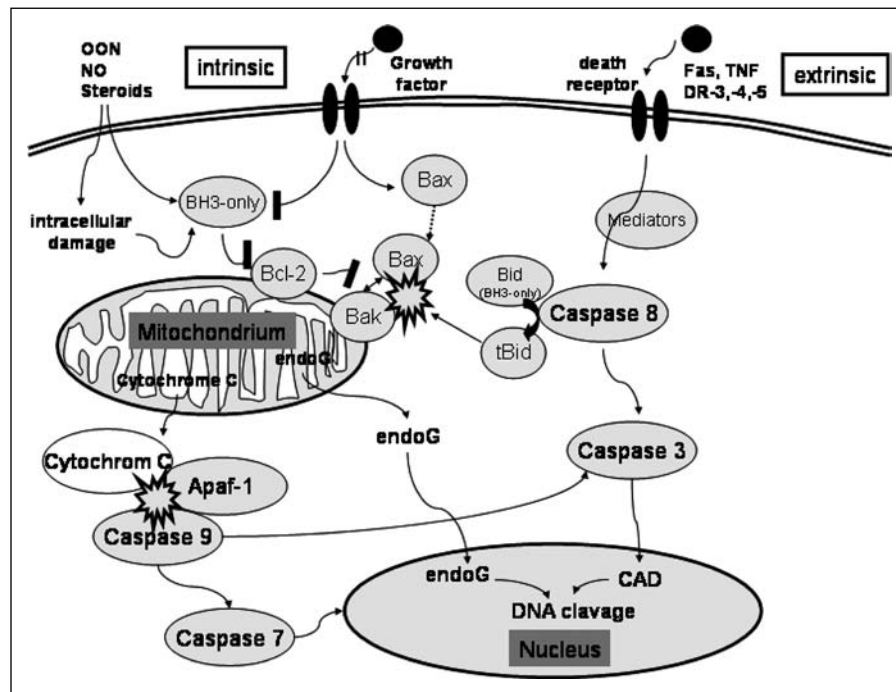 OON
NO
Steroids
intrinsic
Growth
factor
death
receptor
Fas, TNF
DR-3,-4,-5
extrinsic
BH3-only
Bax
intracellular
damage
Mediators
Bcl-2
Bax
Bid
(BH3-only)
Caspase 8
Bak
tBid
Mitochondrium
endoG
Cytochrome C
endoG
Caspase 3
Cytochrom C
Apaf-1
Caspase 9
endoG
CAD
DNA clavage
Caspase 7
Nucleus